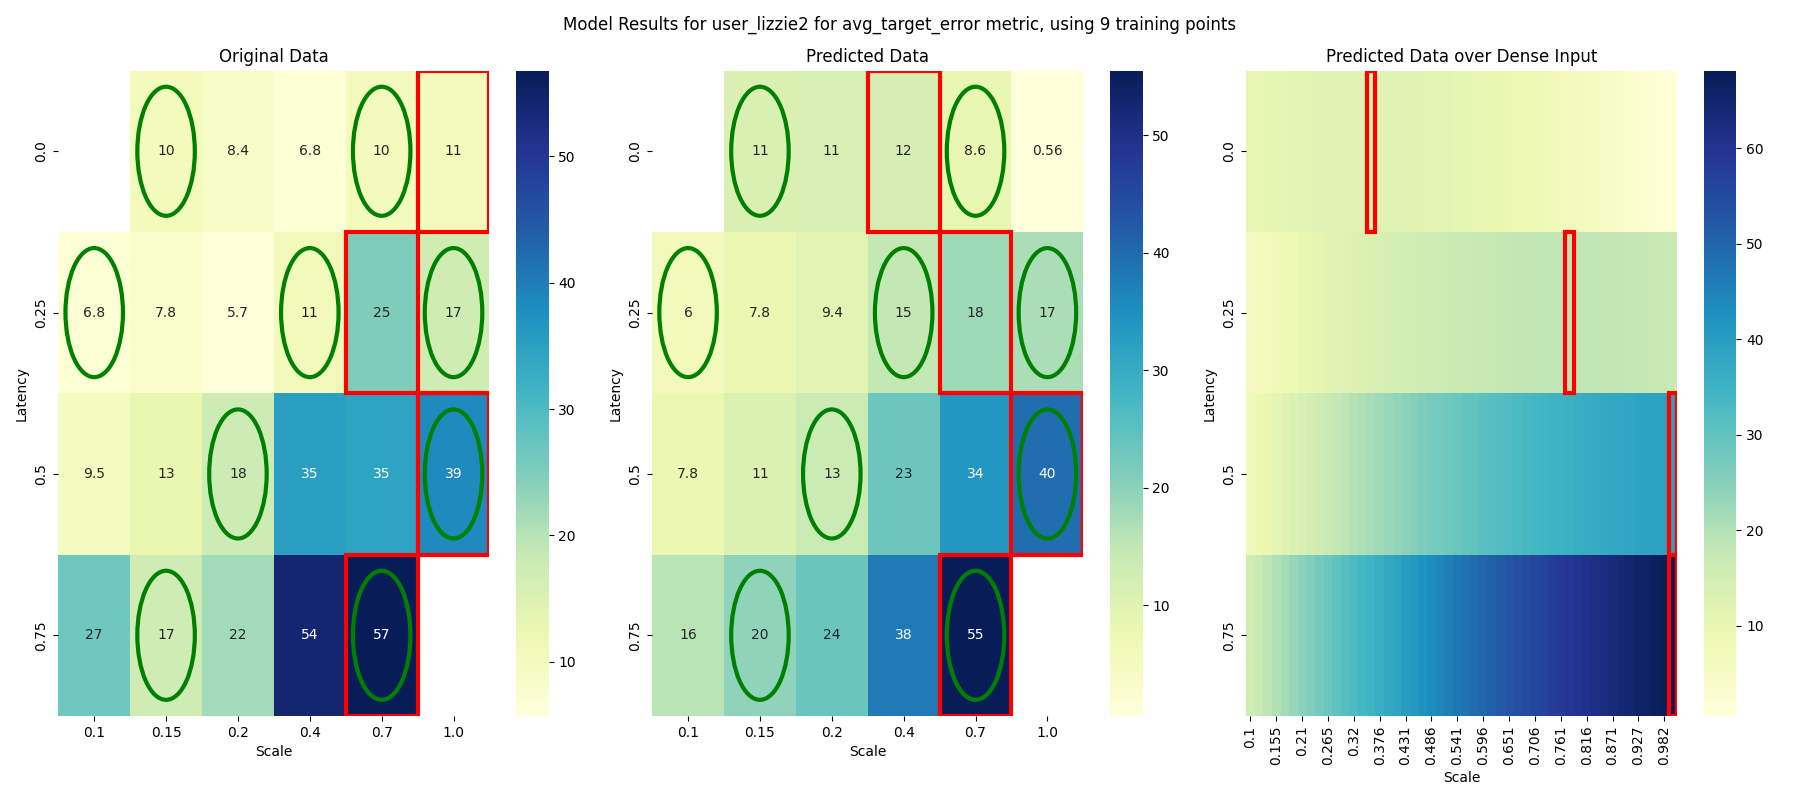 Model Results for user_lizzie2 for avg_target_error metric, using 9 training points
Original Data
0.0 10 8.4 6.8 10 11
0.25 6.8 7.8 5.7 11 25 17
0.5 9.5 13 18 35 35 39
0.75 27 17 22 54 57
0.1 0.15 0.2 0.4 0.7 1.0
Scale
Latency
50
40
30
20
10
Predicted Data
0.0 11 11 12 8.6 0.56
0.25 6 7.8 9.4 15 18 17
0.5 7.8 11 13 23 34 40
0.75 16 20 24 38 55
0.1 0.15 0.2 0.4 0.7 1.0
Scale
Latency
50
40
30
20
10
Predicted Data over Dense Input
0.0
0.25
0.5
0.75
0.1 0.155 0.21 0.265 0.32 0.376 0.431 0.486 0.541 0.596 0.651 0.706 0.761 0.816 0.871 0.927 0.982
Scale
Latency
60
50
40
30
20
10